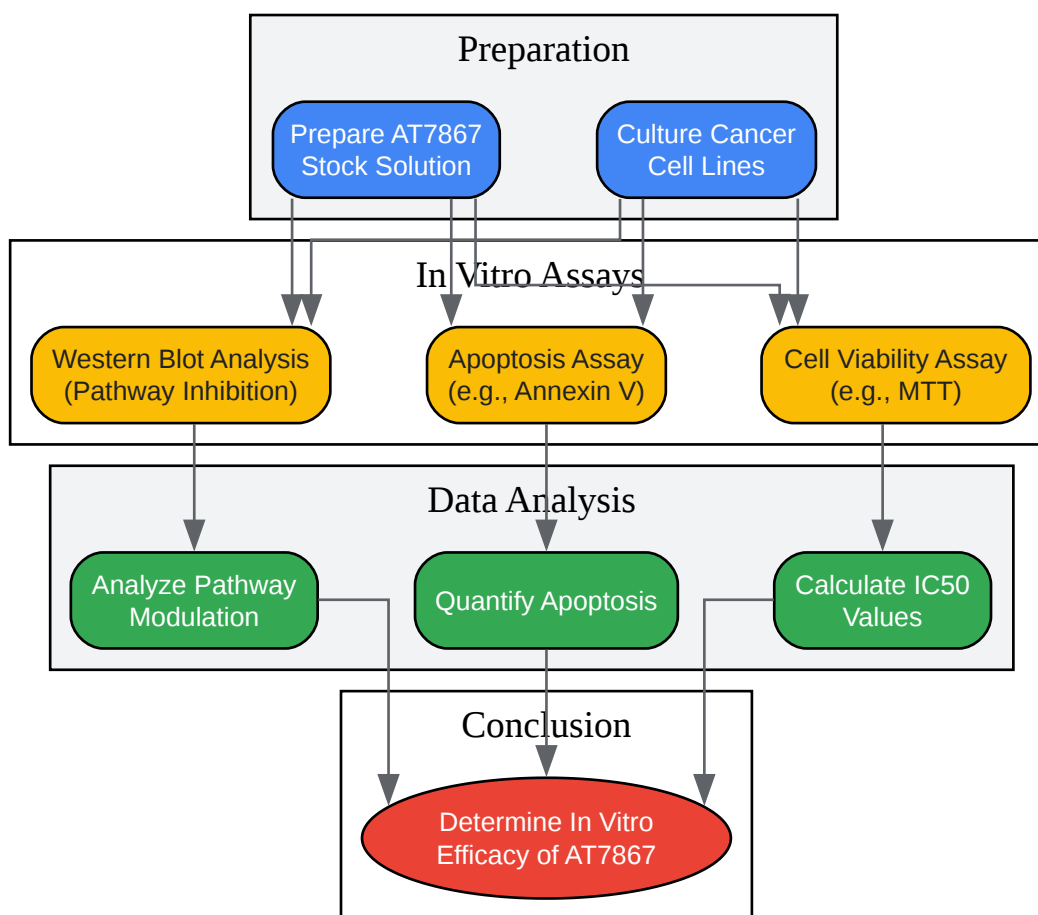 Preparation
Prepare AT7867
Stock Solution
Culture Cancer
Cell Lines
In Vitro Assays
Western Blot Analysis
(Pathway Inhibition)
Apoptosis Assay
(e.g., Annexin V)
Cell Viability Assay
(e.g., MTT)
Data Analysis
Analyze Pathway
Modulation
Quantify Apoptosis
Calculate IC50
Values
Conclusion
Determine In Vitro
Efficacy of AT7867